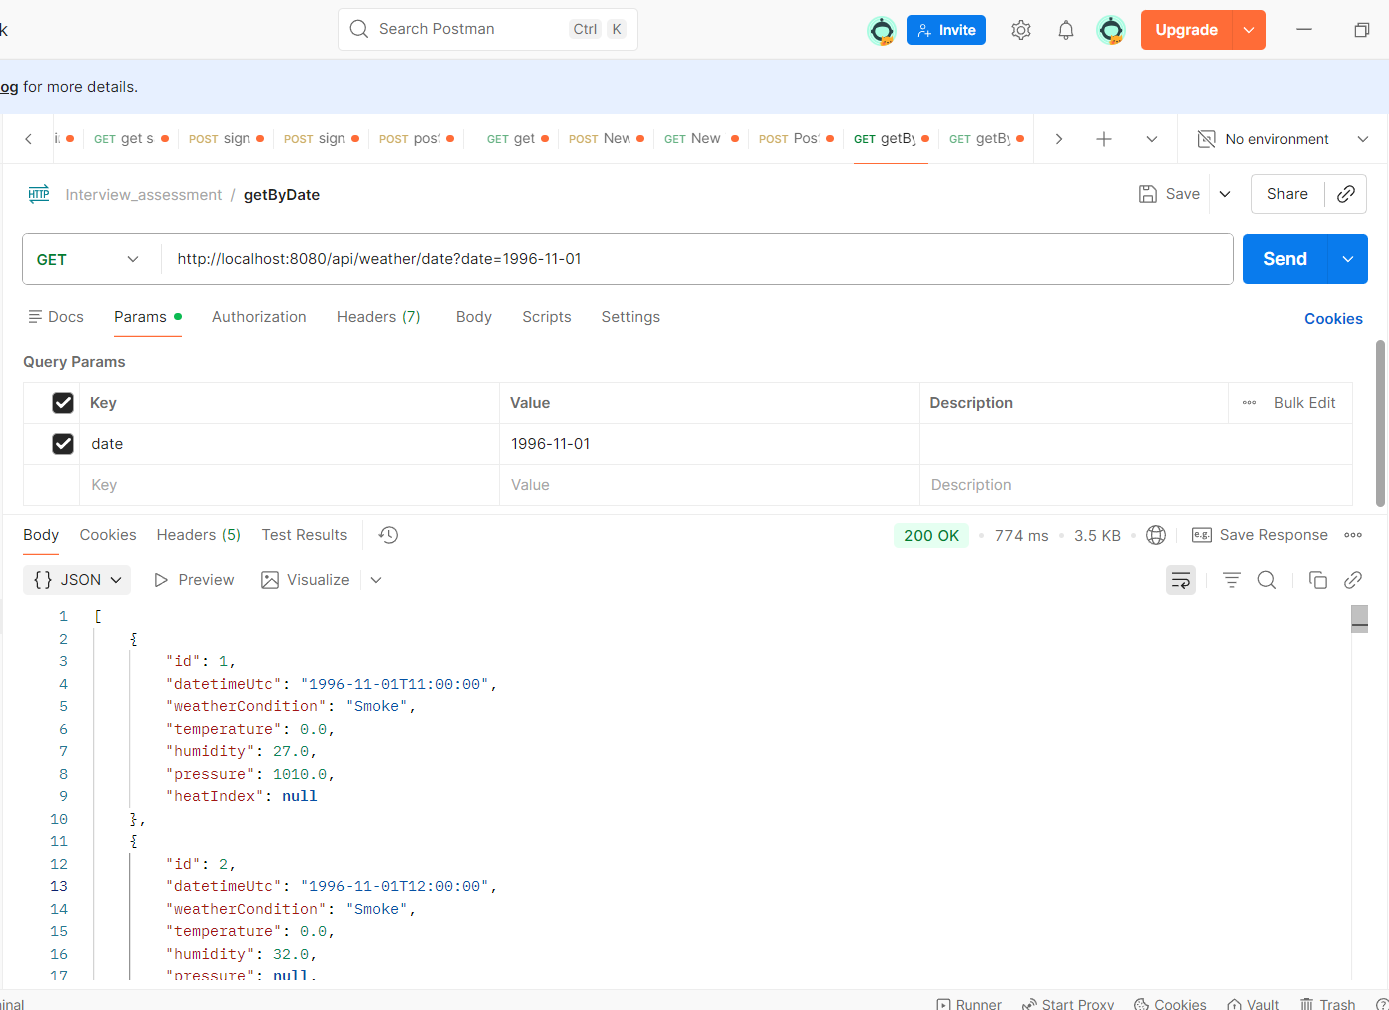 k
Search Postman
Ctrl K
Invite
Upgrade
og for more details.
GET get s
POST sign
POST sign
POST pos
GET get
POST New
GET New
POST Pos
GET getBy
GET getBy
No environment
HTTP
Interview_assessment / getByDate
Save
Share
GET
http://localhost:8080/api/weather/date?date=1996-11-01
Send
Docs
Params
Authorization
Headers (7)
Body
Scripts
Settings
Cookies
Query Params
Key Value Description Bulk Edit
date 1996-11-01
Key Value Description
Body
Cookies
Headers (5)
Test Results
200 OK
774 ms
3.5 KB
e.g. Save Response
{} JSON
Preview
Visualize
1 [
2 {
3 "id": 1,
4 "datetimeUtc": "1996-11-01T11:00:00",
5 "weatherCondition": "Smoke",
6 "temperature": 0.0,
7 "humidity": 27.0,
8 "pressure": 1010.0,
9 "heatIndex": null
10 },
11 {
12 "id": 2,
13 "datetimeUtc": "1996-11-01T12:00:00",
14 "weatherCondition": "Smoke",
15 "temperature": 0.0,
16 "humidity": 32.0,
17 "pressure": null,
inal
Runner
Start Proxy
Cookies
Vault
Trash